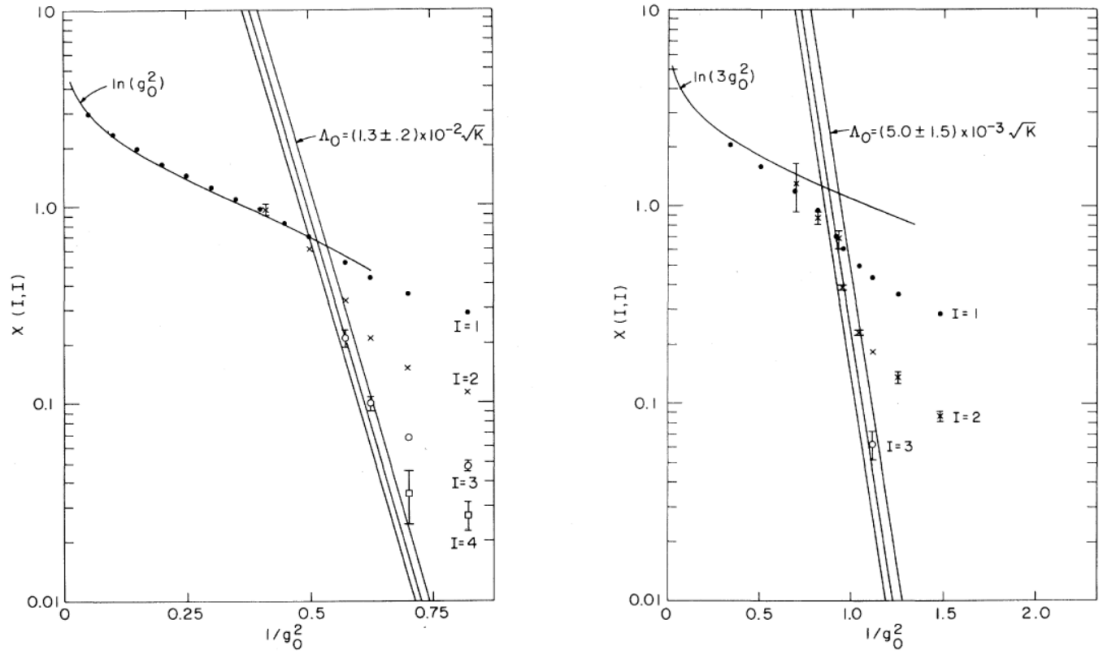 10
ln(g₀²)
Λ₀=(1.3±.2)×10⁻²√K
1.0
χ (I,I)
I=1
I=2
0.1
I=3
I=4
0.01
0
0.25
0.5
0.75
1/g₀²
10
ln(3g₀²)
Λ₀=(5.0±1.5)×10⁻³√K
1.0
χ (I,I)
I=1
0.1
I=2
I=3
0.01
0
0.5
1.0
1.5
2.0
1/g₀²